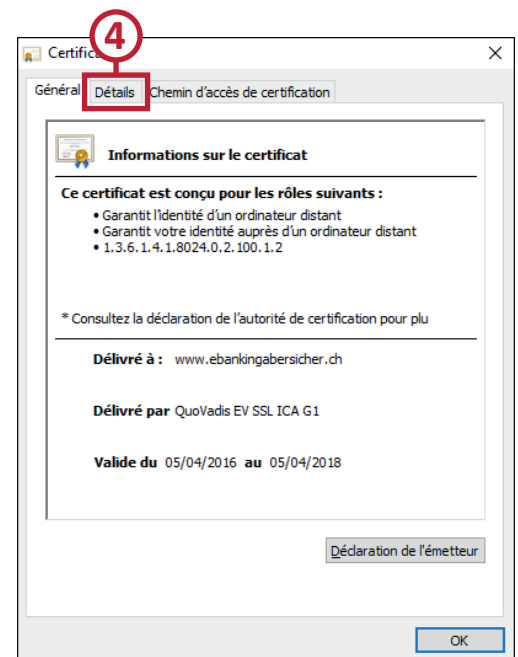 4
Certific
Général Détails Chemin d'accès de certification
Informations sur le certificat
Ce certificat est conçu pour les rôles suivants :
• Garantit l'identité d'un ordinateur distant
• Garantit votre identité auprès d'un ordinateur distant
• 1.3.6.1.4.1.8024.0.2.100.1.2
* Consultez la déclaration de l'autorité de certification pour plu
Délivré à : www.ebankingabersicher.ch
Délivré par QuoVadis EV SSL ICA G1
Valide du 05/04/2016 au 05/04/2018
Déclaration de l'émetteur
OK